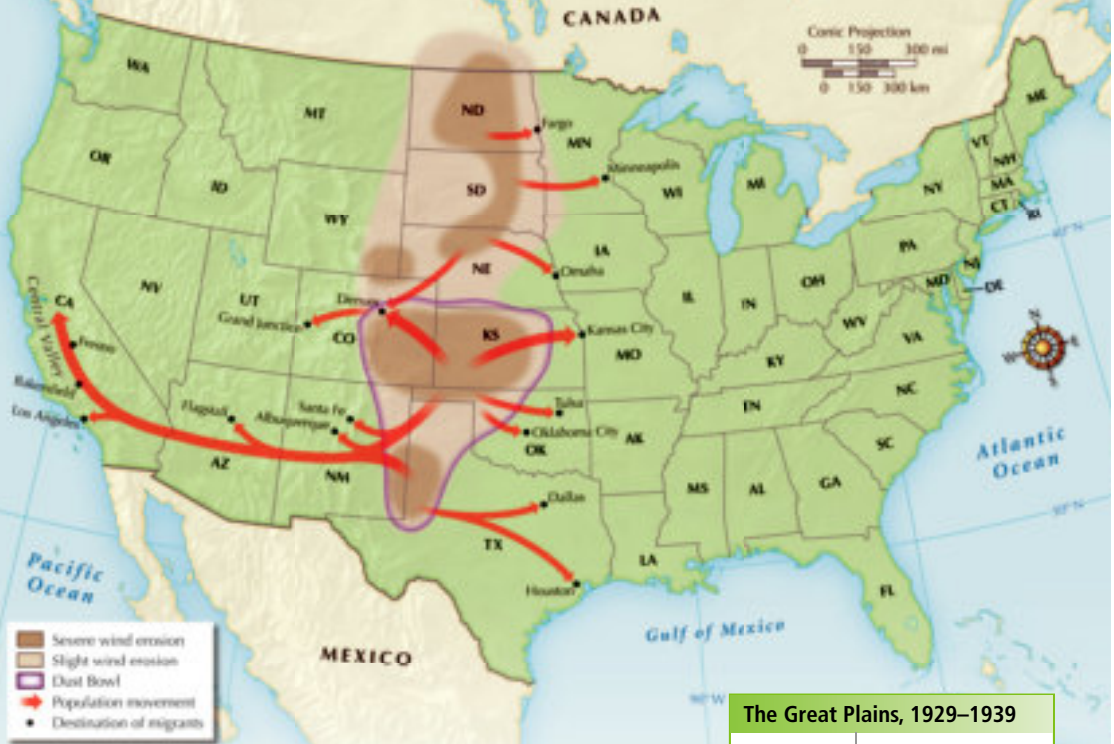 CANADA
Conic Projection
0 150 300 mi
0 150 300 km
WA
MT
ND
Fargo
MN
ME
OR
ID
SD
Minneapolis
WI
MI
VT
NH
NY
MA
CT
RI
WY
NE
IA
Omaha
PA
NJ
OH
MD
DE
IL
IN
WV
VA
NV
UT
Denver
Grand Junction
CO
KS
Kansas City
MO
KY
CA
Central Valley
Fresno
Bakersfield
Los Angeles
Flagstaff
Santa Fe
Albuquerque
Tulsa
Oklahoma City
OK
AK
TN
NC
SC
AZ
NM
MS
AL
GA
Dallas
TX
LA
Houston
FL
N
W
E
S
40°N
30°N
90°W
Atlantic
Ocean
Pacific
Ocean
Gulf of Mexico
MEXICO
Severe wind erosion
Slight wind erosion
Dust Bowl
Population movement
Destination of migrants
The Great Plains, 1929–1939